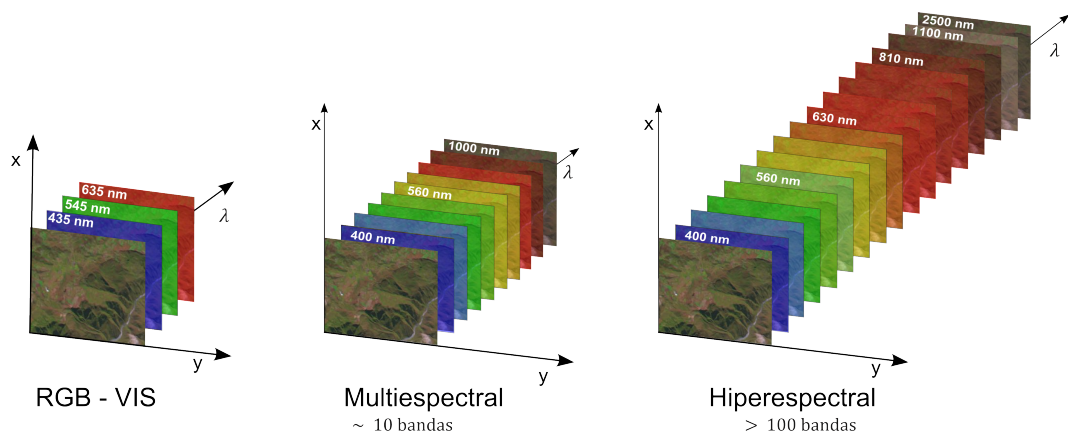 x
635 nm
545 nm
435 nm
λ
y
RGB - VIS
x
1000 nm
560 nm
400 nm
λ
y
Multiespectral
~ 10 bandas
2500 nm
1100 nm
810 nm
630 nm
560 nm
400 nm
λ
x
y
Hiperespectral
> 100 bandas